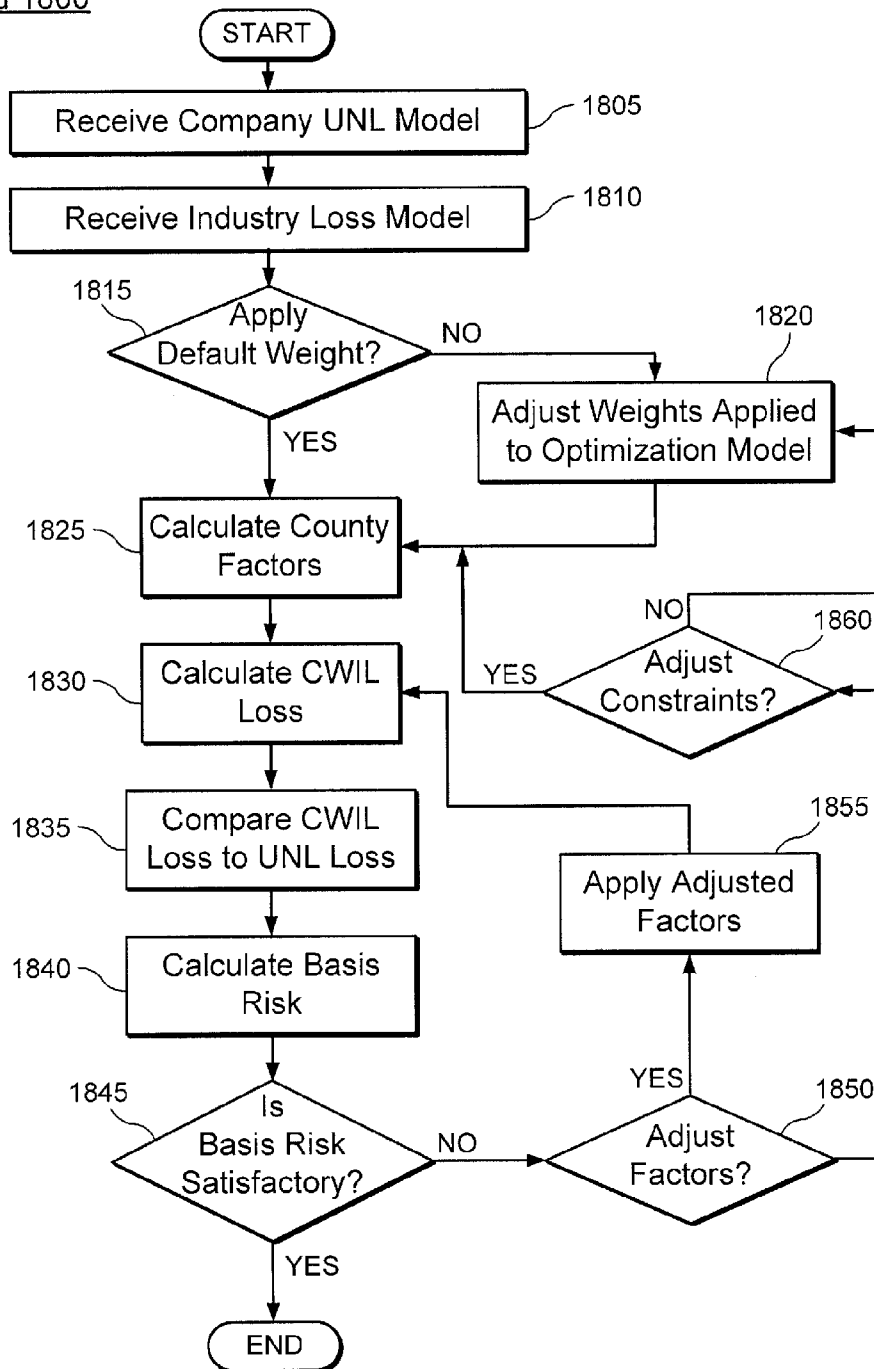 1800
START
Receive Company UNL Model
1805
Receive Industry Loss Model
1810
1815
Apply
Default Weight?
NO
YES
1820
Adjust Weights Applied
to Optimization Model
1825
Calculate County
Factors
NO
1860
YES
Adjust
Constraints?
1830
Calculate CWIL
Loss
1835
Compare CWIL
Loss to UNL Loss
1855
Apply Adjusted
Factors
1840
Calculate Basis
Risk
1845
Is
Basis Risk
Satisfactory?
NO
YES
YES
1850
Adjust
Factors?
END